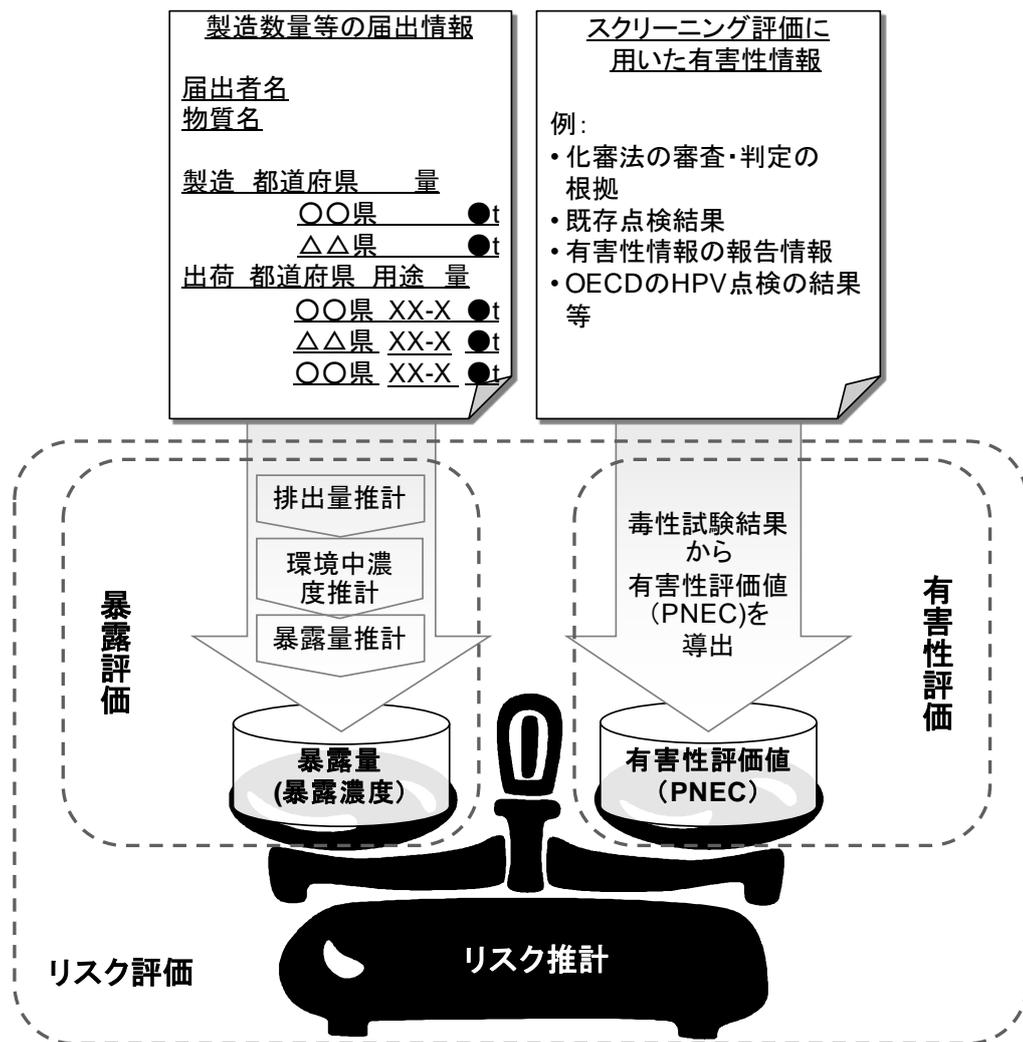 製造数量等の届出情報
届出者名
物質名
製造 都道府県 量
〇〇県 ●t
△△県 ●t
出荷 都道府県 用途 量
〇〇県 XX-X ●t
△△県 XX-X ●t
〇〇県 XX-X ●t
スクリーニング評価に
用いた有害性情報
例:
• 化審法の審査・判定の
根拠
• 既存点検結果
• 有害性情報の報告情報
• OECDのHPV点検の結果
等
排出量推計
環境中濃
度推計
暴露量推計
毒性試験結果
から
有害性評価値
(PNEC)を
導出
暴露評価
有害性評価
暴露量
(暴露濃度)
有害性評価値
(PNEC)
リスク推計
リスク評価